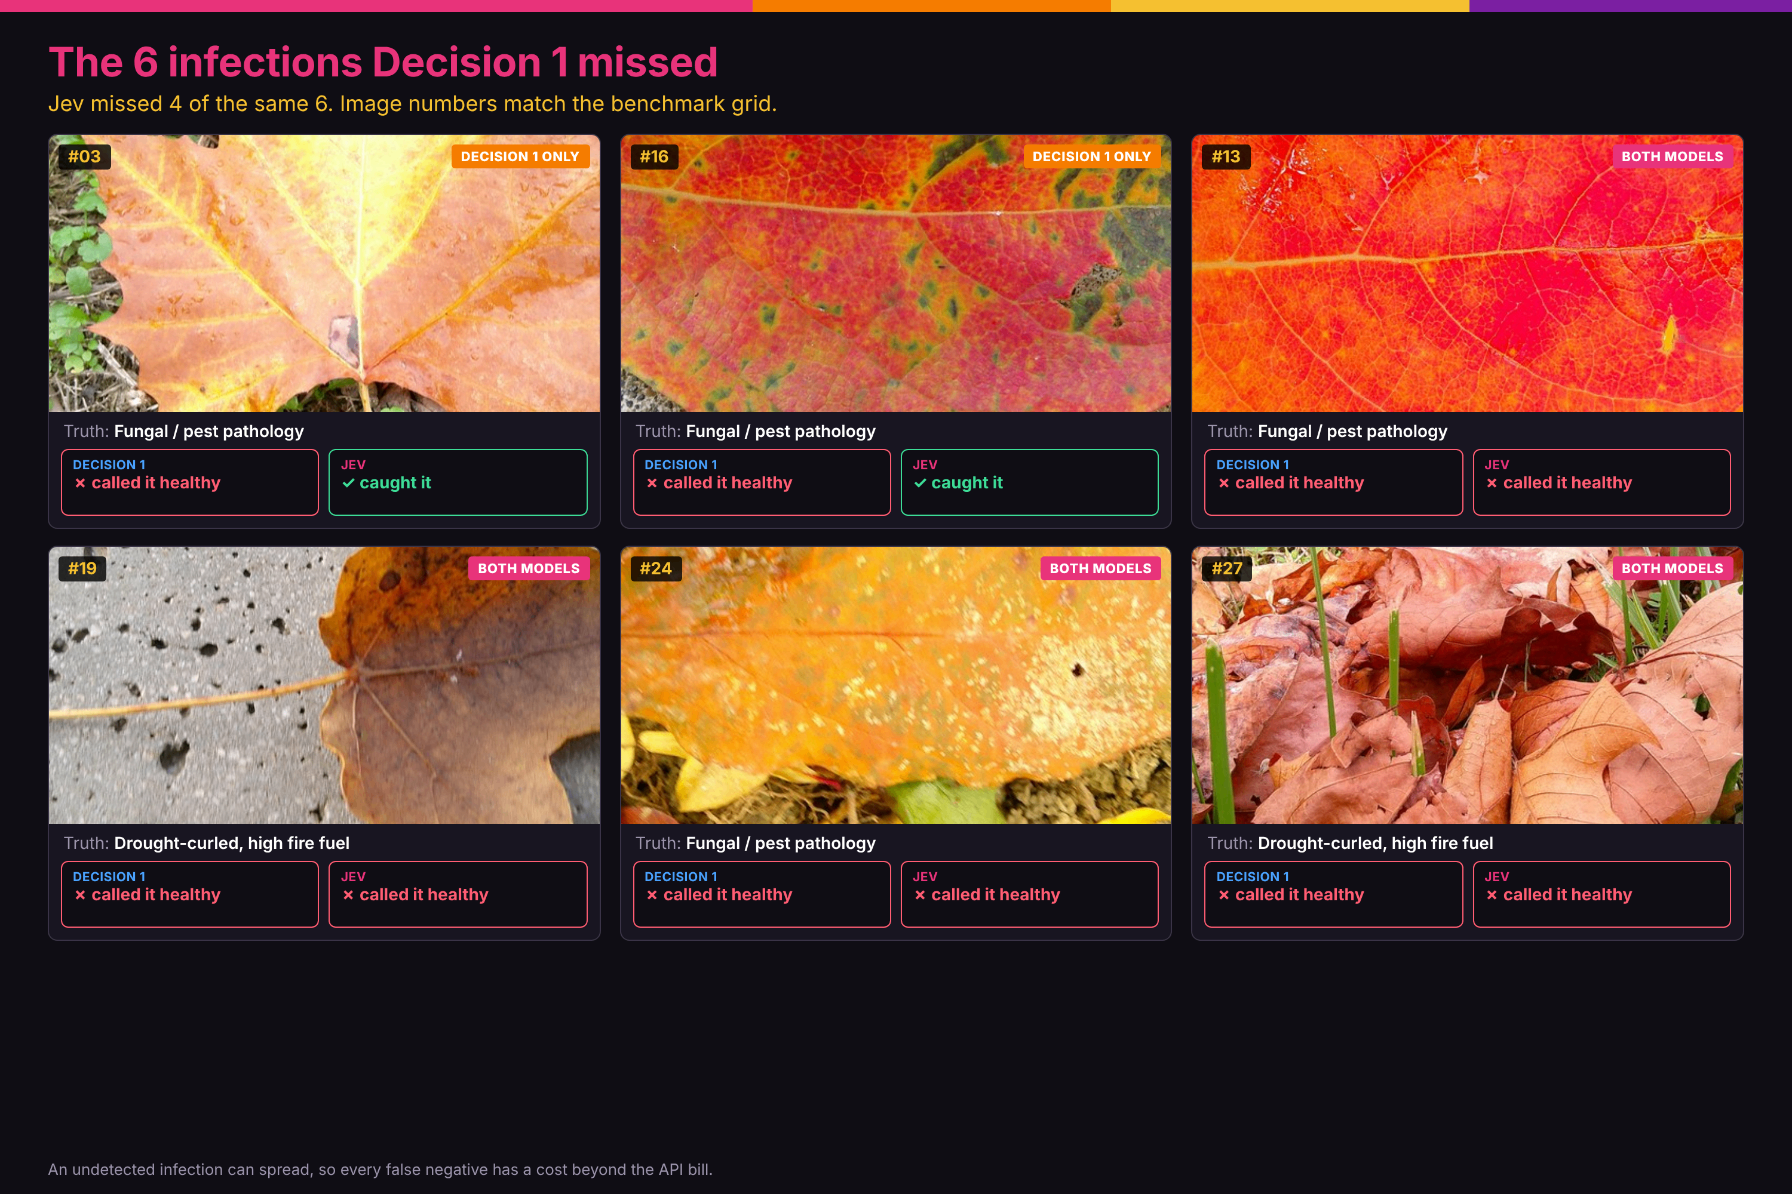 The 6 infections Decision 1 missed
Jev missed 4 of the same 6. Image numbers match the benchmark grid.
#03
DECISION 1 ONLY
Truth: Fungal / pest pathology
DECISION 1
✕ called it healthy
JEV
✓ caught it
#16
DECISION 1 ONLY
Truth: Fungal / pest pathology
DECISION 1
✕ called it healthy
JEV
✓ caught it
#13
BOTH MODELS
Truth: Fungal / pest pathology
DECISION 1
✕ called it healthy
JEV
✕ called it healthy
#19
BOTH MODELS
Truth: Drought-curled, high fire fuel
DECISION 1
✕ called it healthy
JEV
✕ called it healthy
#24
BOTH MODELS
Truth: Fungal / pest pathology
DECISION 1
✕ called it healthy
JEV
✕ called it healthy
#27
BOTH MODELS
Truth: Drought-curled, high fire fuel
DECISION 1
✕ called it healthy
JEV
✕ called it healthy
An undetected infection can spread, so every false negative has a cost beyond the API bill.